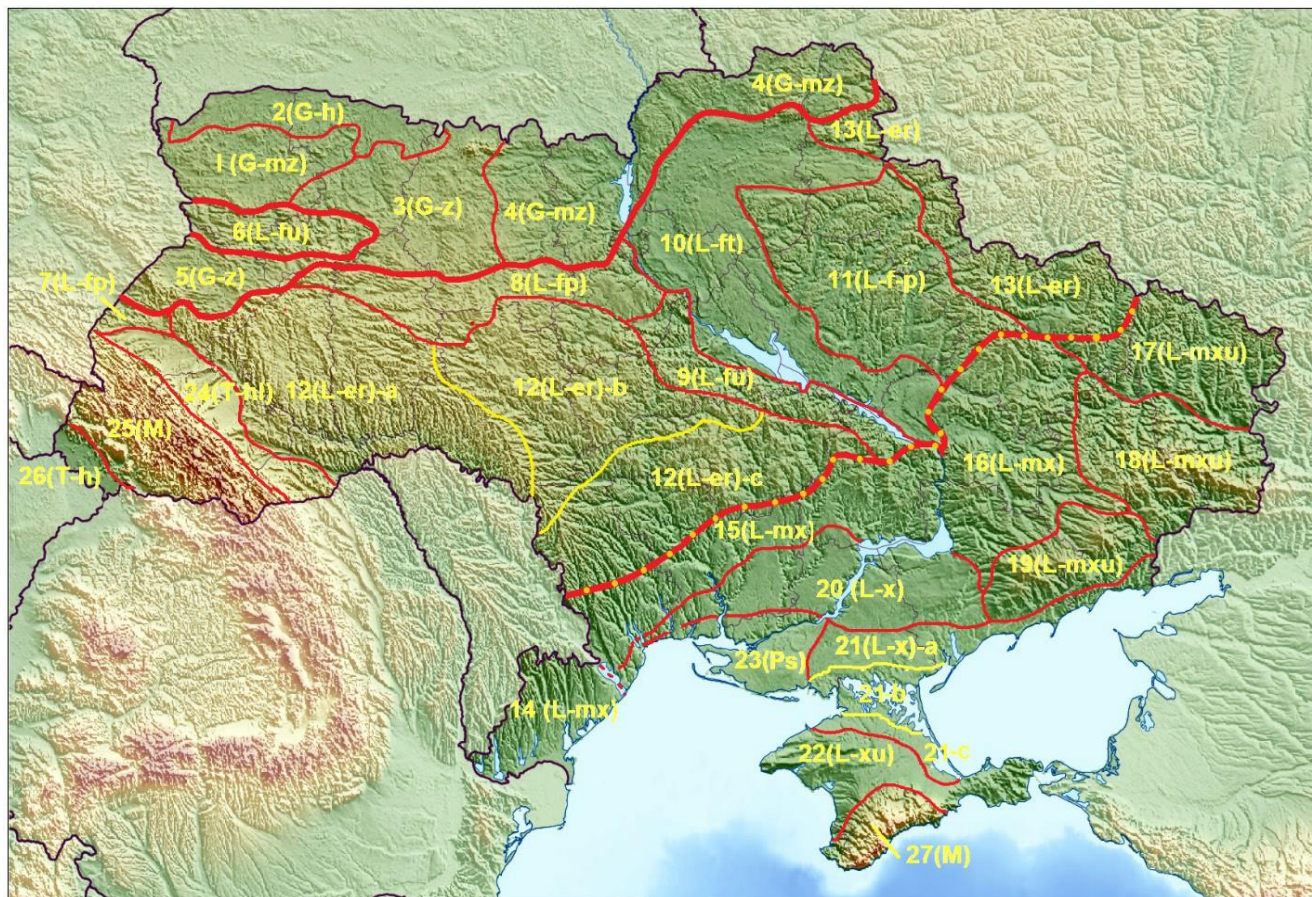 4(G-mz)
2(G-h)
13(L-er)
I (G-mz)
3(G-z)
4(G-mz)
6(L-fu)
10(L-ft)
5(G-z)
7(L-fp)
8(L-fp)
11(L-f-p)
13(L-er)
17(L-mxu)
24(T-hl)
12(L-er)-a
12(L-er)-b
9(L-fu)
25(M)
26(T-h)
12(L-er)-c
16(L-mx)
18(L-mxu)
15(L-mx)
19(L-mxu)
20 (L-x)
21(L-x)-a
23(Ps)
21-b
14 (L-mx)
22(L-xu)
21-c
27(M)